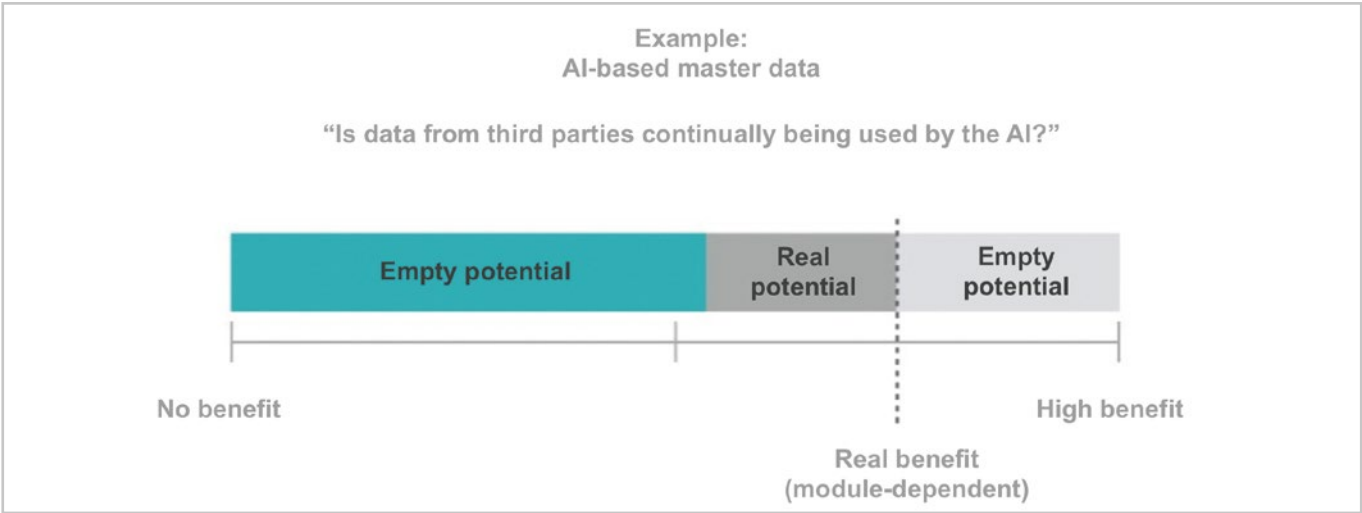 Example:
AI-based master data
“Is data from third parties continually being used by the AI?”
Empty potential
Real
potential
Empty
potential
No benefit
High benefit
Real benefit
(module-dependent)